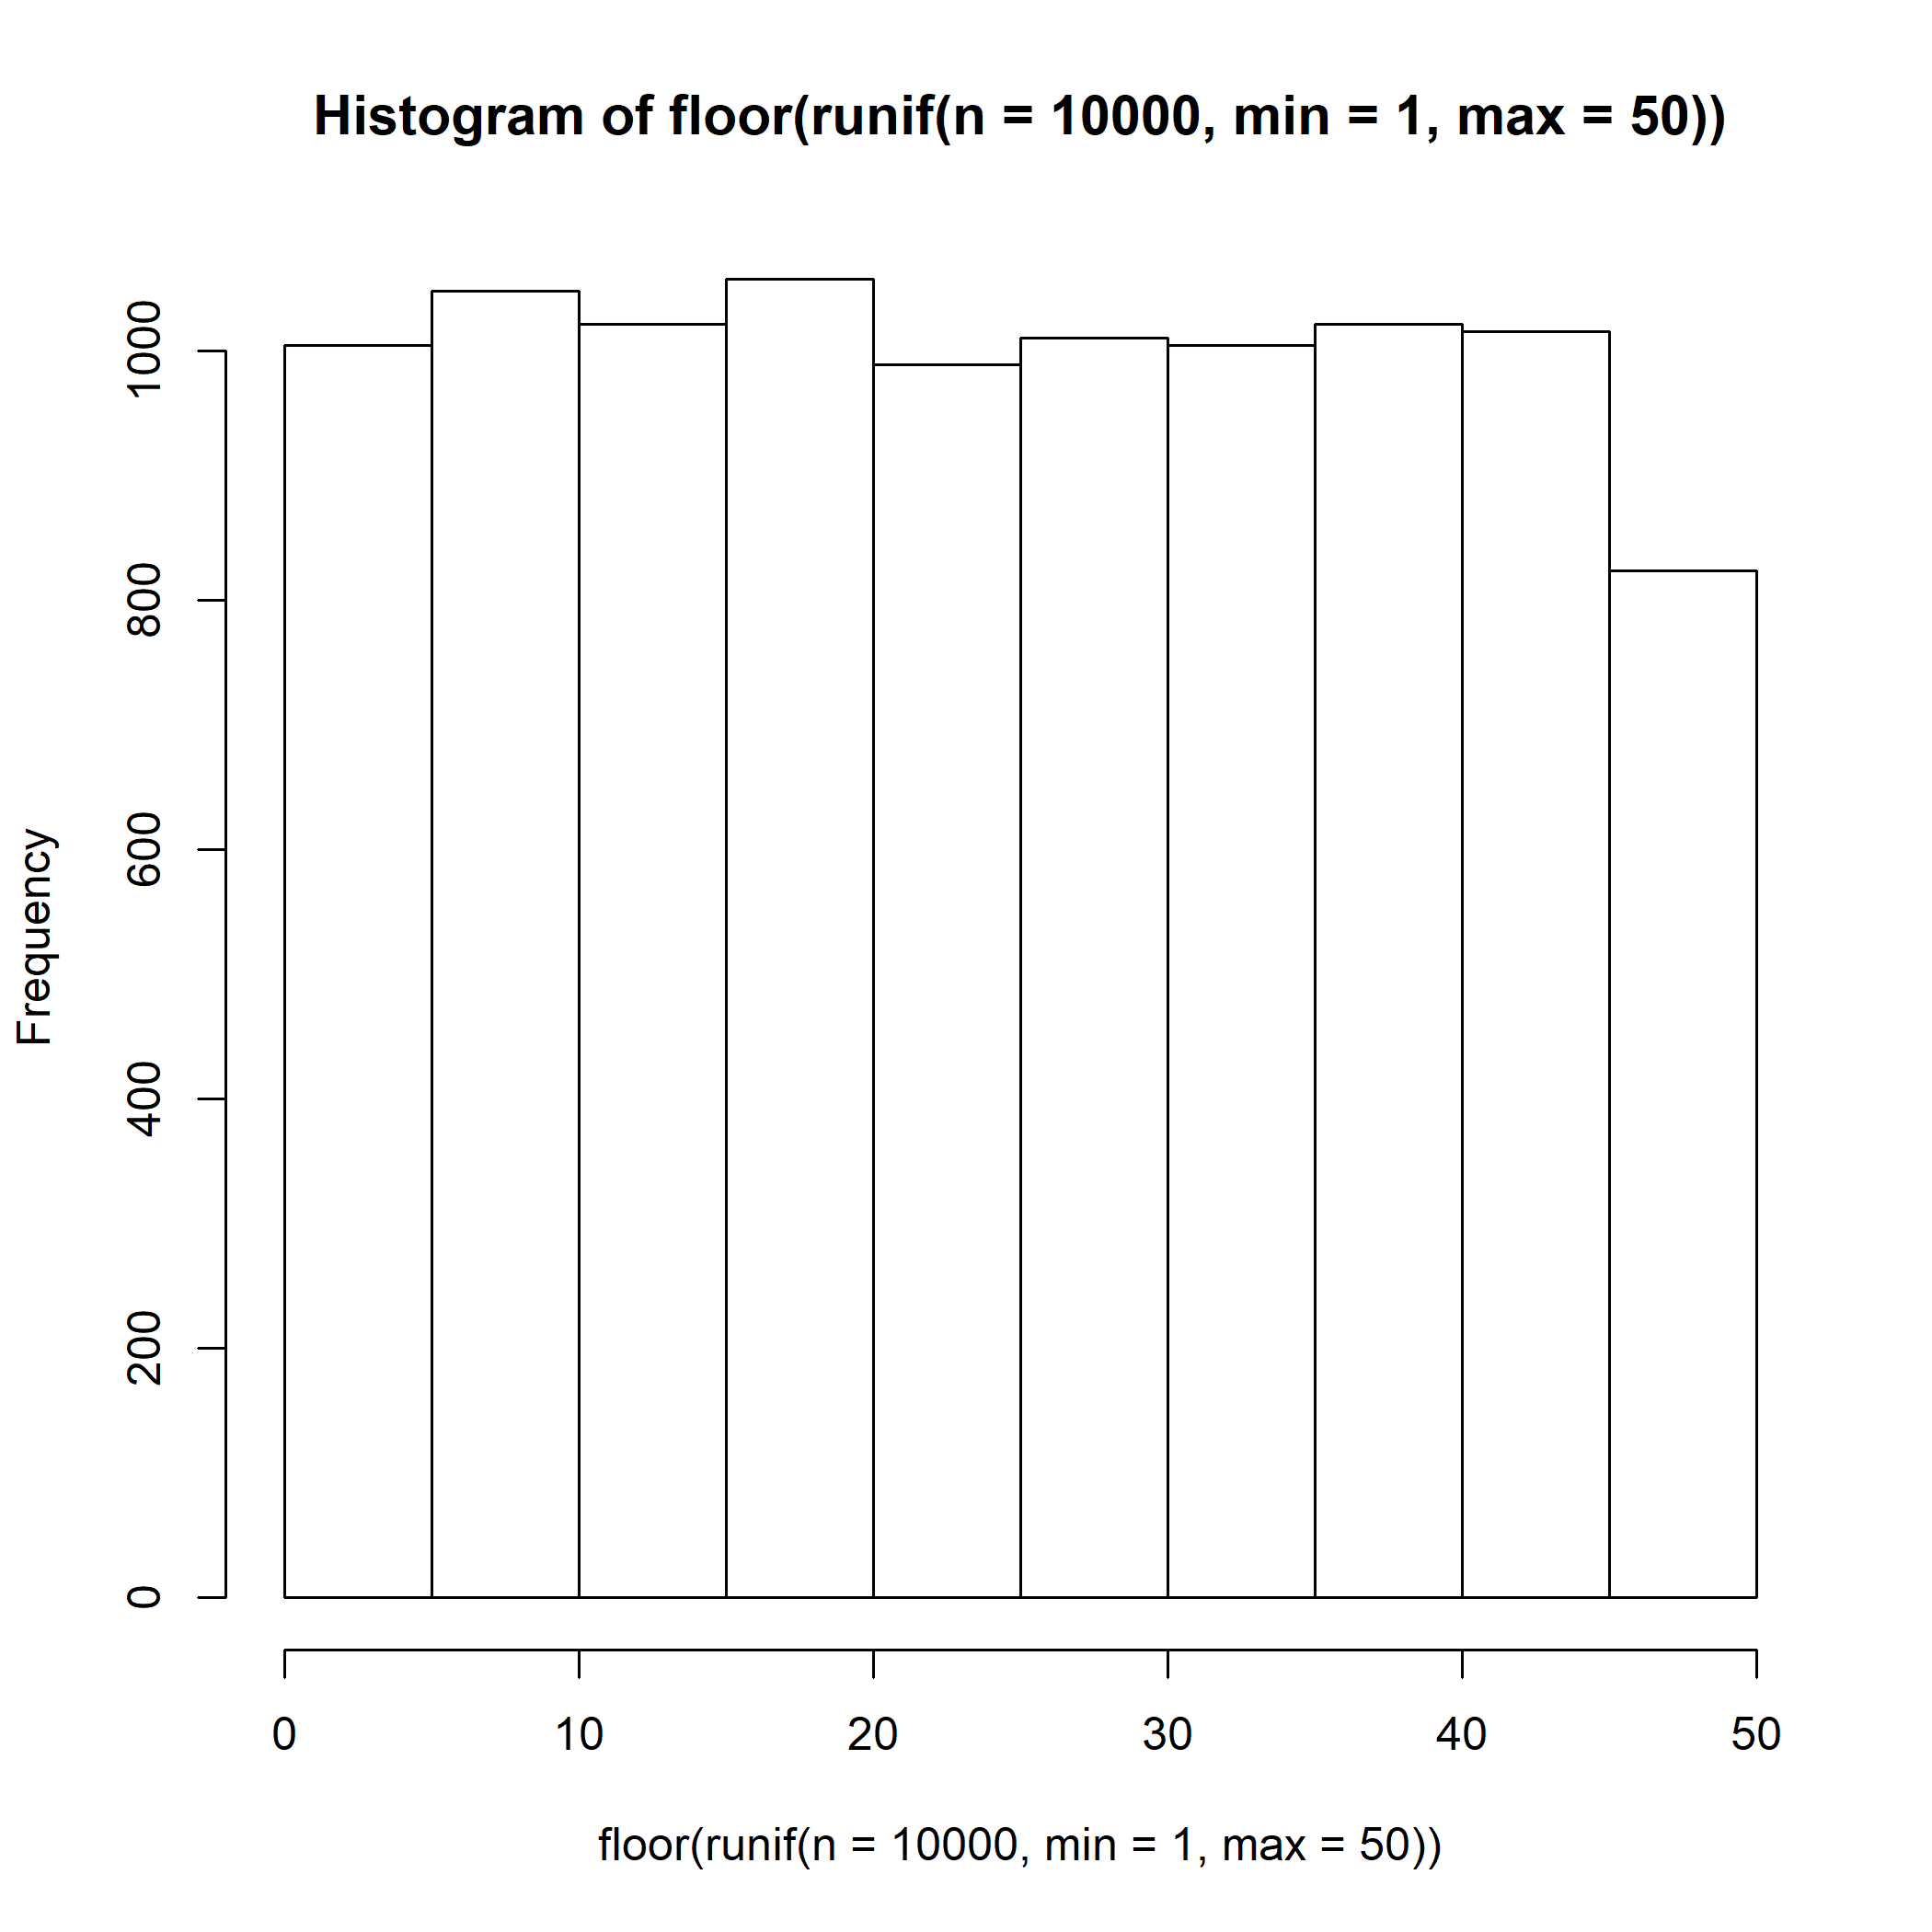 Histogram of floor(runif(n = 10000, min = 1, max = 50))
Frequency
1000
800
600
400
200
0
0 10 20 30 40 50
floor(runif(n = 10000, min = 1, max = 50))